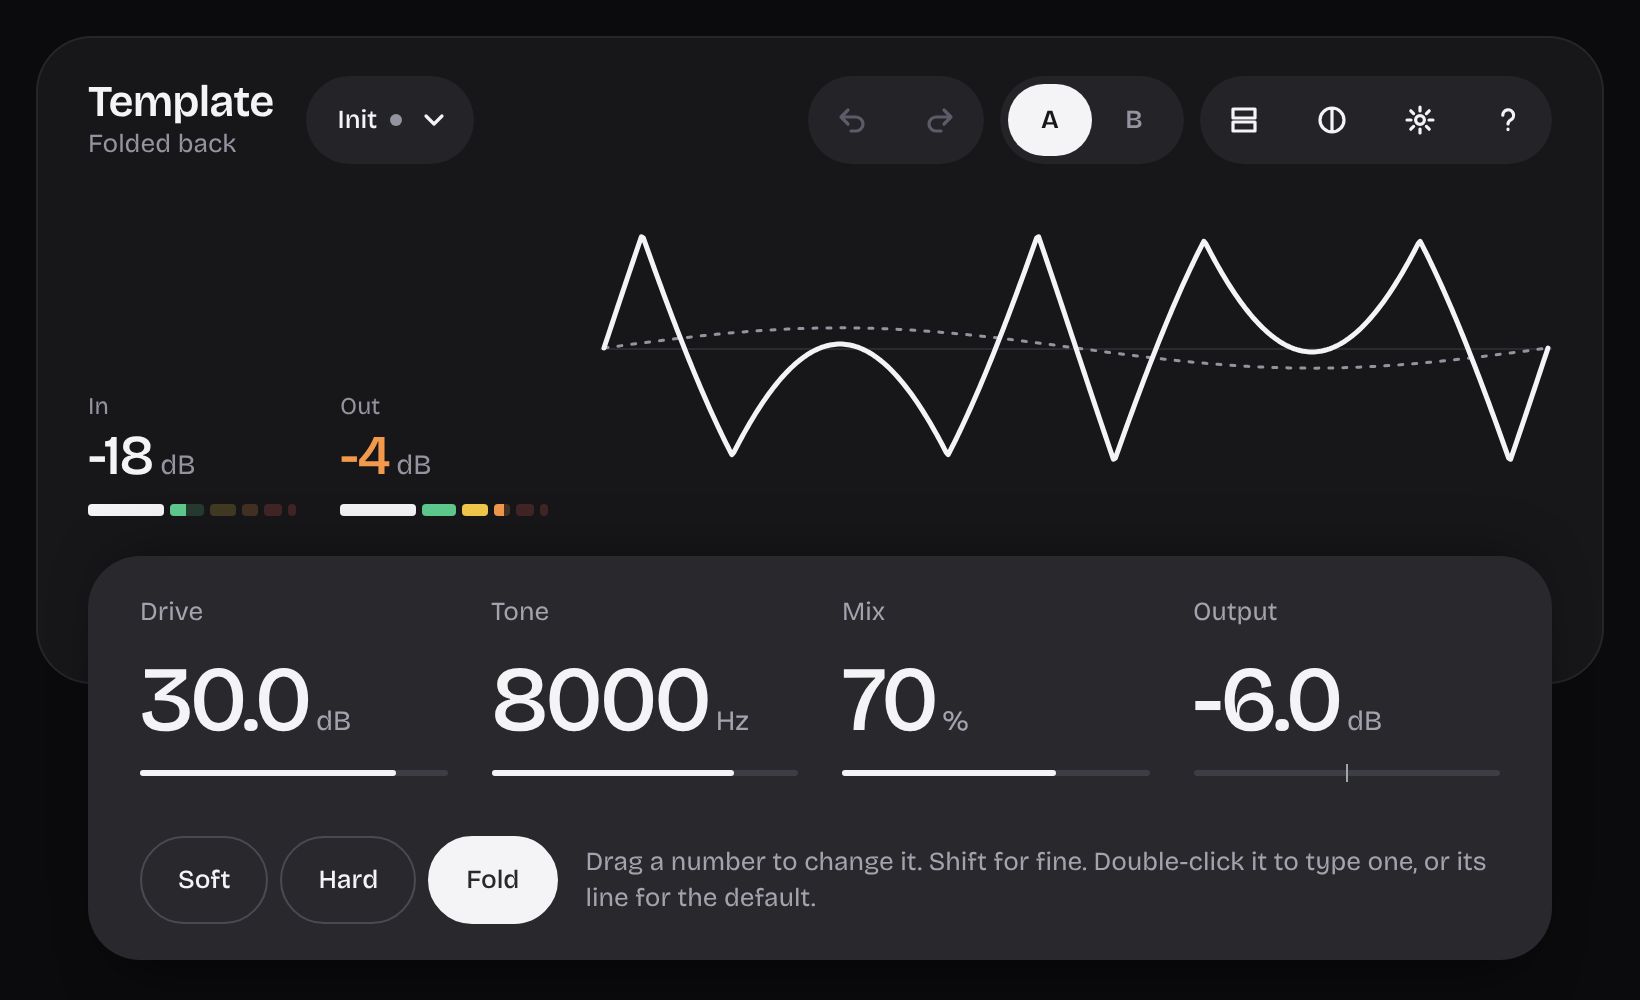 Template
Folded back
Init
A
B
?
In
-18 dB
Out
-4 dB
Drive
30.0 dB
Tone
8000 Hz
Mix
70 %
Output
-6.0 dB
Soft
Hard
Fold
Drag a number to change it. Shift for fine. Double-click it to type one, or its
line for the default.